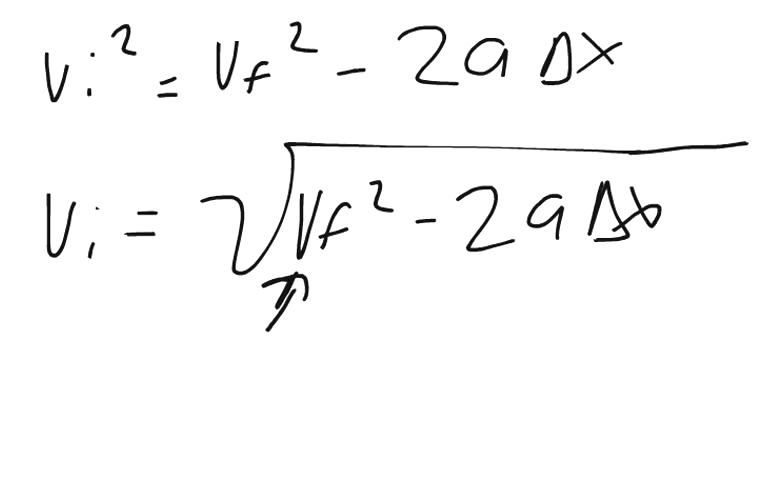 Vi² = Vf² - 2aΔx
Vi = √Vf² - 2aΔx